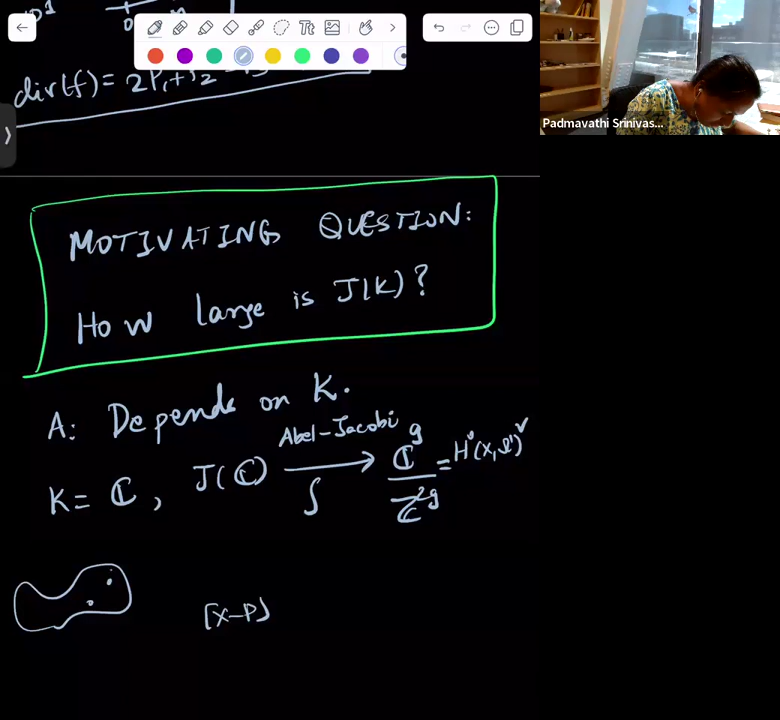 div(f) = 2P₁+P₂
Padmavathi Srinivas...
MOTIVATING QUESTION:
How large is J(K)?
A: Depends on K.
Abel-Jacobi
K = ℂ, J(ℂ) ⟶ ℂ^g / ℤ^2g = H⁰(X, Ω¹)^∨
∫
[X-P]